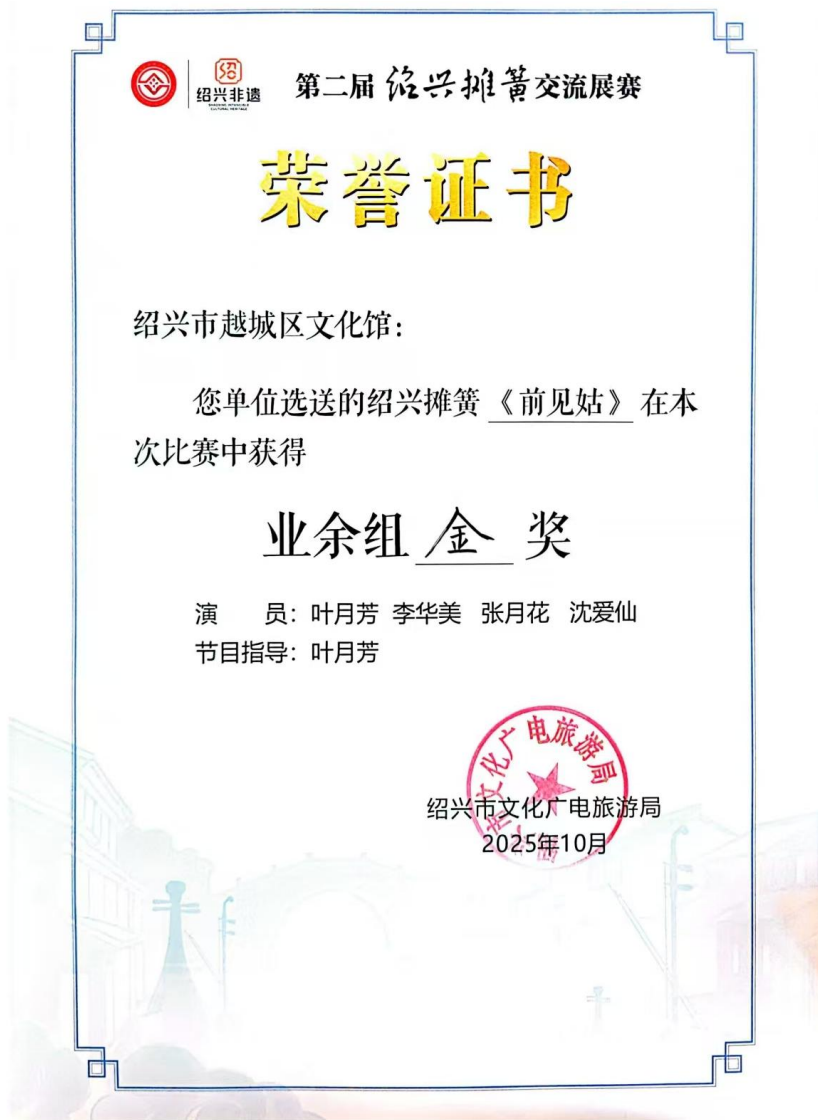 绍兴非遗
第二届 绍兴摊簧交流展赛
荣誉证书
绍兴市越城区文化馆:
您单位选送的绍兴摊簧《前见姑》在本
次比赛中获得
业余组 金 奖
演 员: 叶月芳 李华美 张月花 沈爱仙
节目指导: 叶月芳
绍兴市文化广电旅游局
绍兴市文化广电旅游局
2025年10月